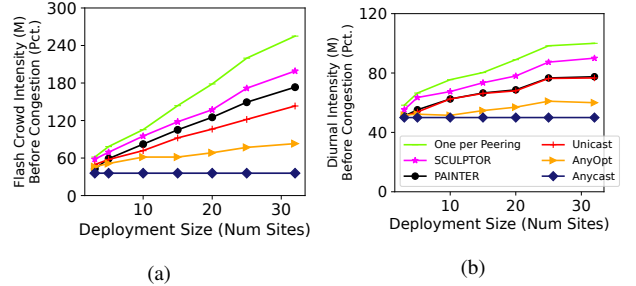 Flash Crowd Intensity (M)
Before Congestion (Pct.)
300
240
180
120
60
0
10
20
30
Deployment Size (Num Sites)
(a)
Diurnal Intensity (M)
Before Congestion (Pct.)
120
80
40
0
One per Peering
SCULPTOR
PAINTER
Unicast
AnyOpt
Anycast
10
20
30
Deployment Size (Num Sites)
(b)